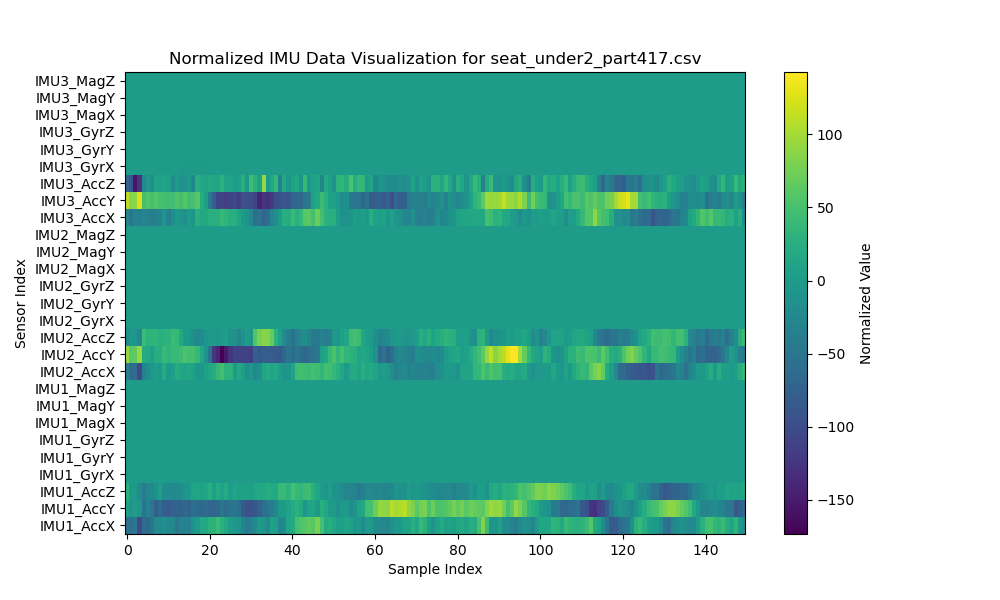 Normalized IMU Data Visualization for seat_under2_part417.csv
IMU3_MagZ
IMU3_MagY
IMU3_MagX
IMU3_GyrZ
IMU3_GyrY
IMU3_GyrX
IMU3_AccZ
IMU3_AccY
IMU3_AccX
IMU2_MagZ
IMU2_MagY
IMU2_MagX
IMU2_GyrZ
IMU2_GyrY
IMU2_GyrX
IMU2_AccZ
IMU2_AccY
IMU2_AccX
IMU1_MagZ
IMU1_MagY
IMU1_MagX
IMU1_GyrZ
IMU1_GyrY
IMU1_GyrX
IMU1_AccZ
IMU1_AccY
IMU1_AccX
Sensor Index
0 20 40 60 80 100 120 140
Sample Index
100
50
0
−50
−100
−150
Normalized Value